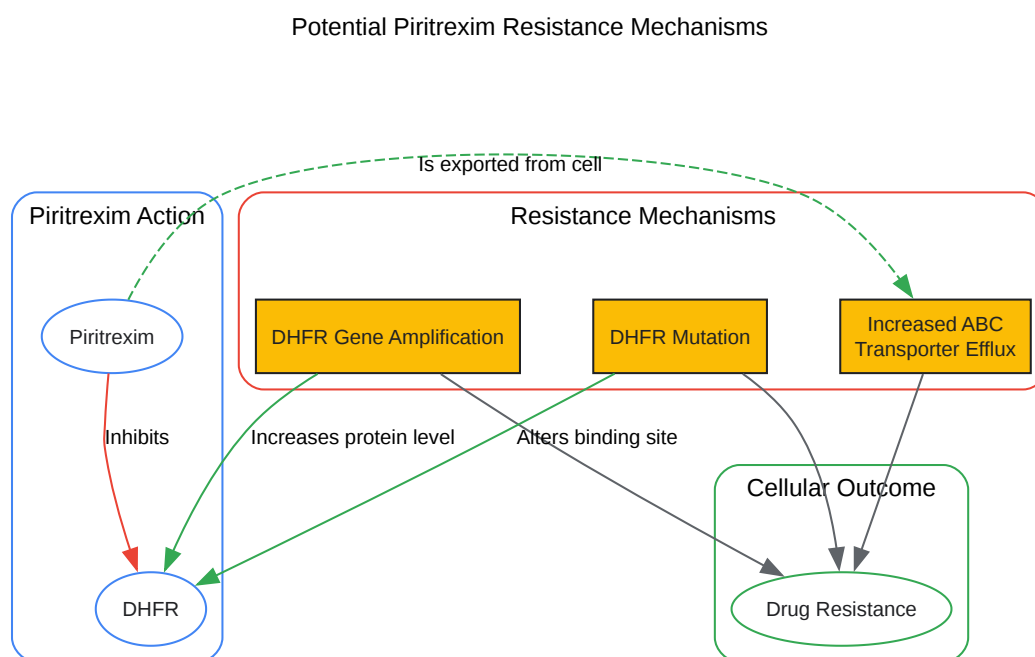 Potential Piritrexim Resistance Mechanisms
Is exported from cell
Piritrexim Action
Resistance Mechanisms
Piritrexim
DHFR Gene Amplification
DHFR Mutation
Increased ABC
Transporter Efflux
Inhibits
Increases protein level
Alters binding site
Cellular Outcome
DHFR
Drug Resistance